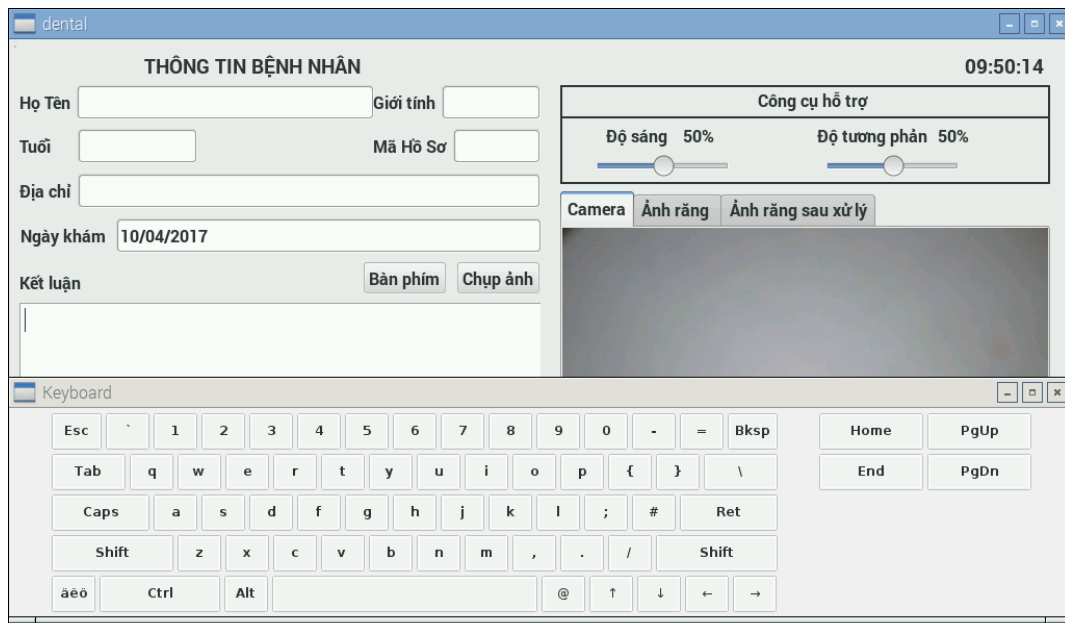 dental
THÔNG TIN BỆNH NHÂN
09:50:14
Họ Tên
Giới tính
Tuổi
Mã Hồ Sơ
Địa chỉ
Ngày khám 10/04/2017
Kết luận
Bàn phím
Chụp ảnh
Công cụ hỗ trợ
Độ sáng 50%
Độ tương phản 50%
Camera Ảnh răng Ảnh răng sau xử lý
Keyboard
Esc ` 1 2 3 4 5 6 7 8 9 0 - = Bksp Home PgUp
Tab q w e r t y u i o p { } \ End PgDn
Caps a s d f g h j k l ; # Ret
Shift z x c v b n m , . / Shift
äëö Ctrl Alt @ ↑ ↓ ← →